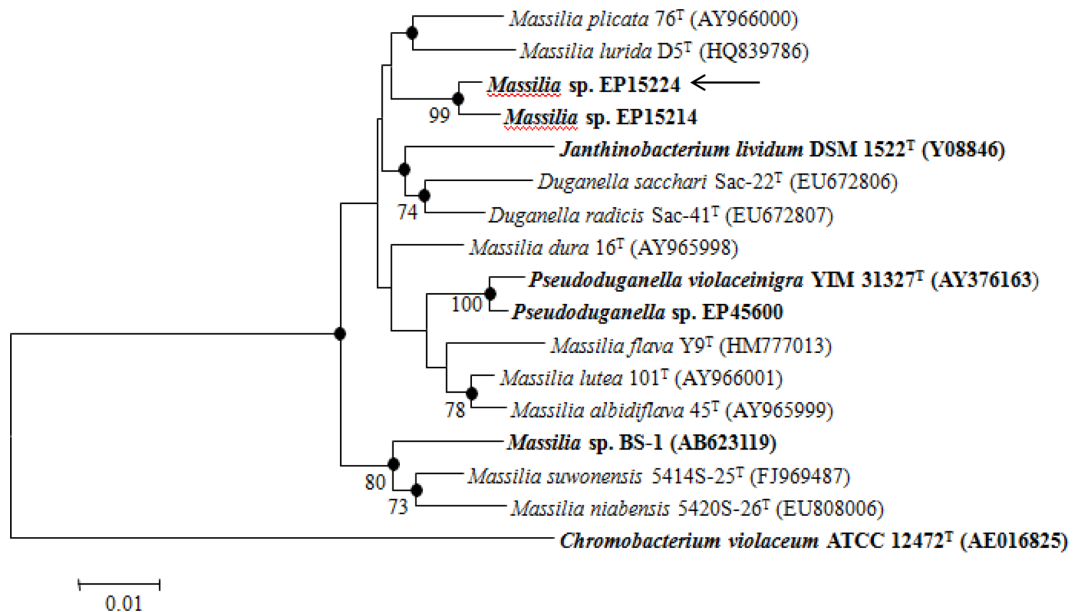 Massilia plicata 76ᵀ (AY966000)
Massilia lurida D5ᵀ (HQ839786)
Massilia sp. EP15224
99
Massilia sp. EP15214
Janthinobacterium lividum DSM 1522ᵀ (Y08846)
Duganella sacchari Sac-22ᵀ (EU672806)
74
Duganella radicis Sac-41ᵀ (EU672807)
Massilia dura 16ᵀ (AY965998)
Pseudoduganella violaceinigra YIM 31327ᵀ (AY376163)
100
Pseudoduganella sp. EP45600
Massilia flava Y9ᵀ (HM777013)
Massilia lutea 101ᵀ (AY966001)
78
Massilia albidiflava 45ᵀ (AY965999)
Massilia sp. BS-1 (AB623119)
80
Massilia suwonensis 5414S-25ᵀ (FJ969487)
73
Massilia niabensis 5420S-26ᵀ (EU808006)
Chromobacterium violaceum ATCC 12472ᵀ (AE016825)
0.01